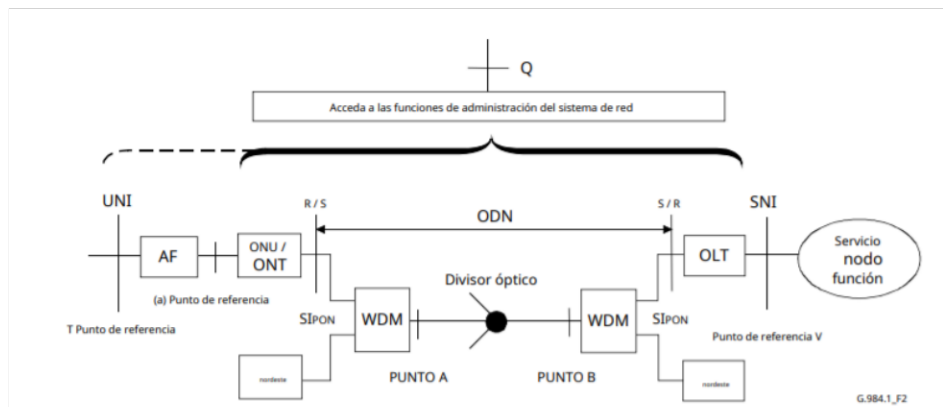 Q
Acceda a las funciones de administración del sistema de red
UNI
R / S
ODN
S / R
SNI
AF
ONU /
ONT
OLT
Servicio
nodo
función
(a) Punto de referencia
Divisor óptico
T Punto de referencia
SIPON
WDM
WDM
SIPON
Punto de referencia V
nordeste
PUNTO A
PUNTO B
nordeste
G.984.1_F2